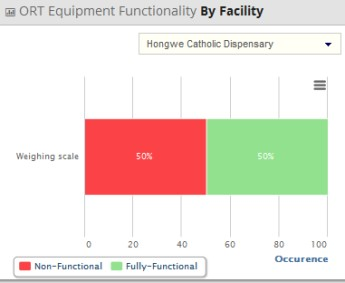 ORT Equipment Functionality By Facility
Hongwe Catholic Dispensary
Weighing scale
50%
50%
0 20 40 60 80 100
Occurence
Non-Functional Fully-Functional